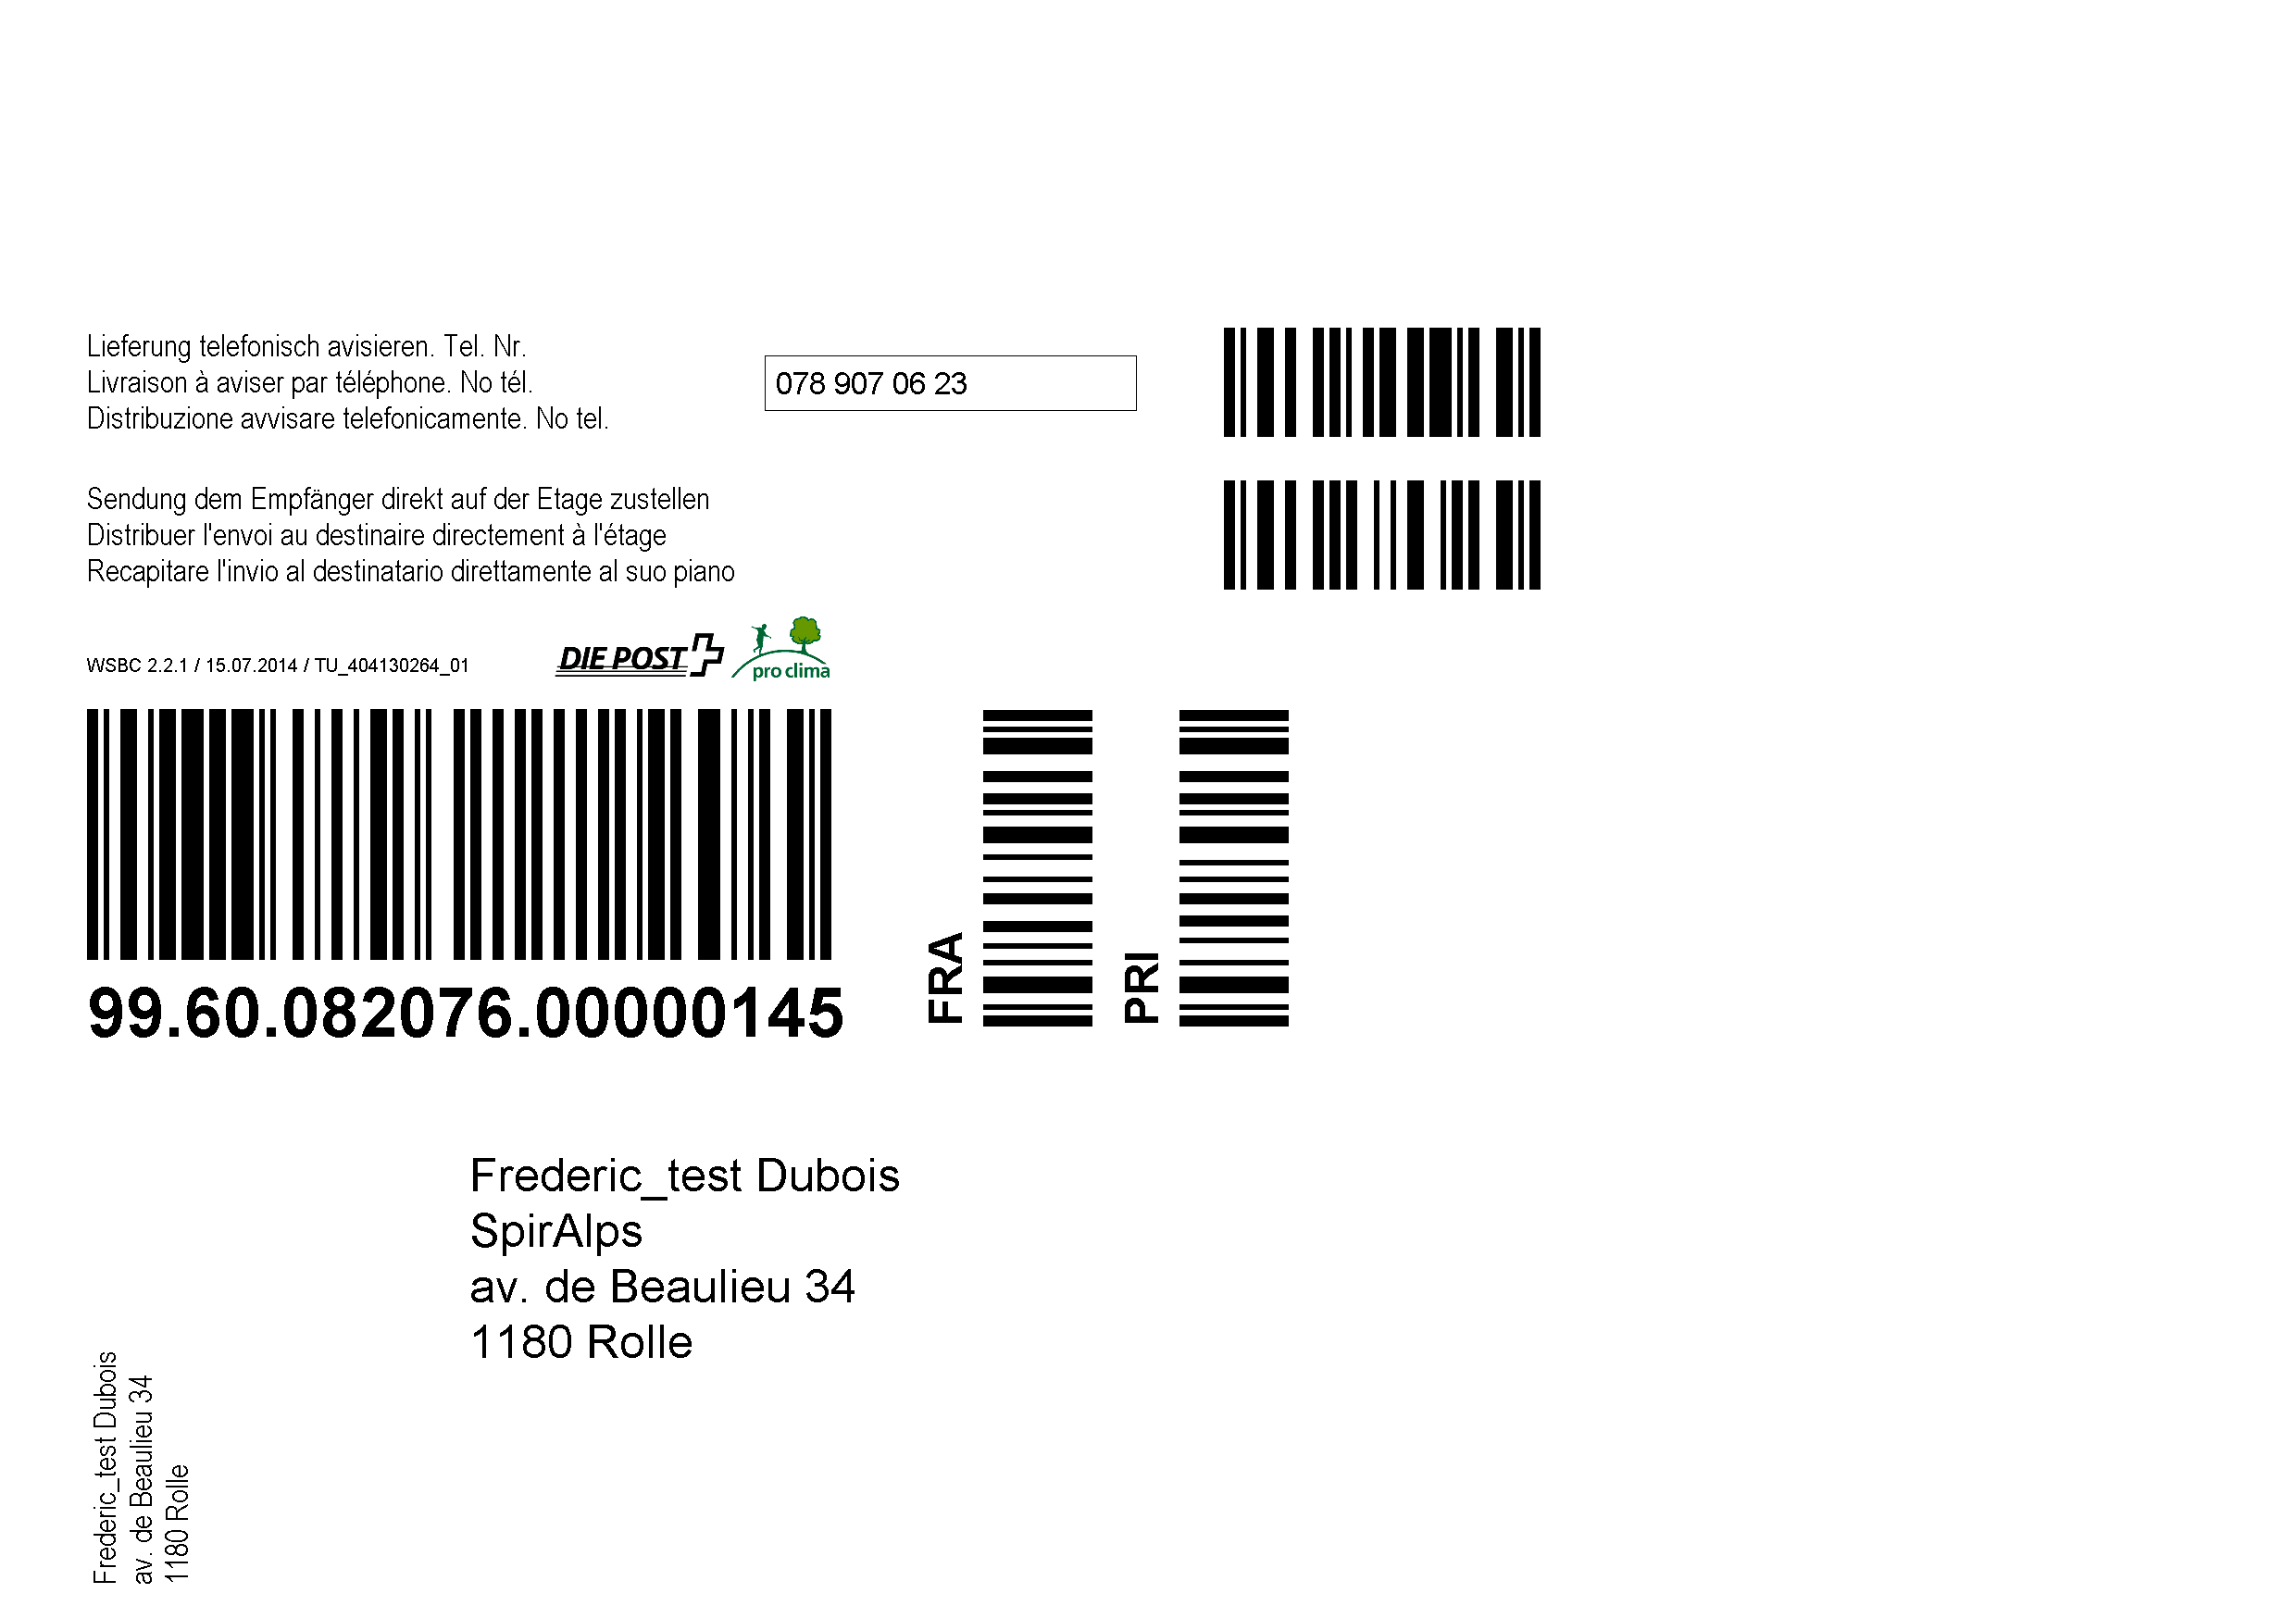 Lieferung telefonisch avisieren. Tel. Nr.
Livraison à aviser par téléphone. No tél.
Distribuzione avvisare telefonicamente. No tel.
078 907 06 23
Sendung dem Empfänger direkt auf der Etage zustellen
Distribuer l'envoi au destinaire directement à l'étage
Recapitare l'invio al destinatario direttamente al suo piano
WSBC 2.2.1 / 15.07.2014 / TU_404130264_01
DIE POST
pro clima
99.60.082076.00000145
FRA
PRI
Frederic_test Dubois
SpirAlps
av. de Beaulieu 34
1180 Rolle
Frederic_test Dubois
av. de Beaulieu 34
1180 Rolle